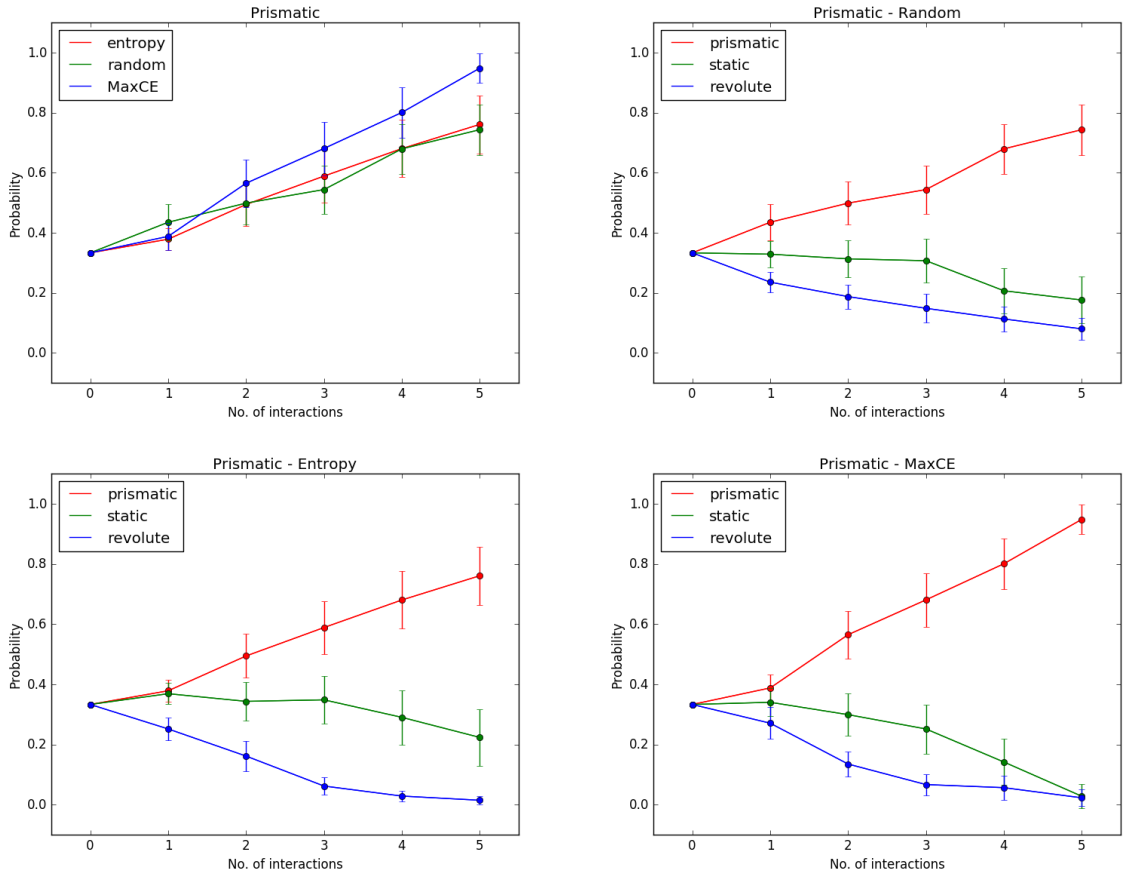 Prismatic
entropy
random
MaxCE
1.0
0.8
0.6
0.4
0.2
0.0
Probability
0 1 2 3 4 5
No. of interactions
Prismatic - Random
prismatic
static
revolute
1.0
0.8
0.6
0.4
0.2
0.0
Probability
0 1 2 3 4 5
No. of interactions
Prismatic - Entropy
prismatic
static
revolute
1.0
0.8
0.6
0.4
0.2
0.0
Probability
0 1 2 3 4 5
No. of interactions
Prismatic - MaxCE
prismatic
static
revolute
1.0
0.8
0.6
0.4
0.2
0.0
Probability
0 1 2 3 4 5
No. of interactions